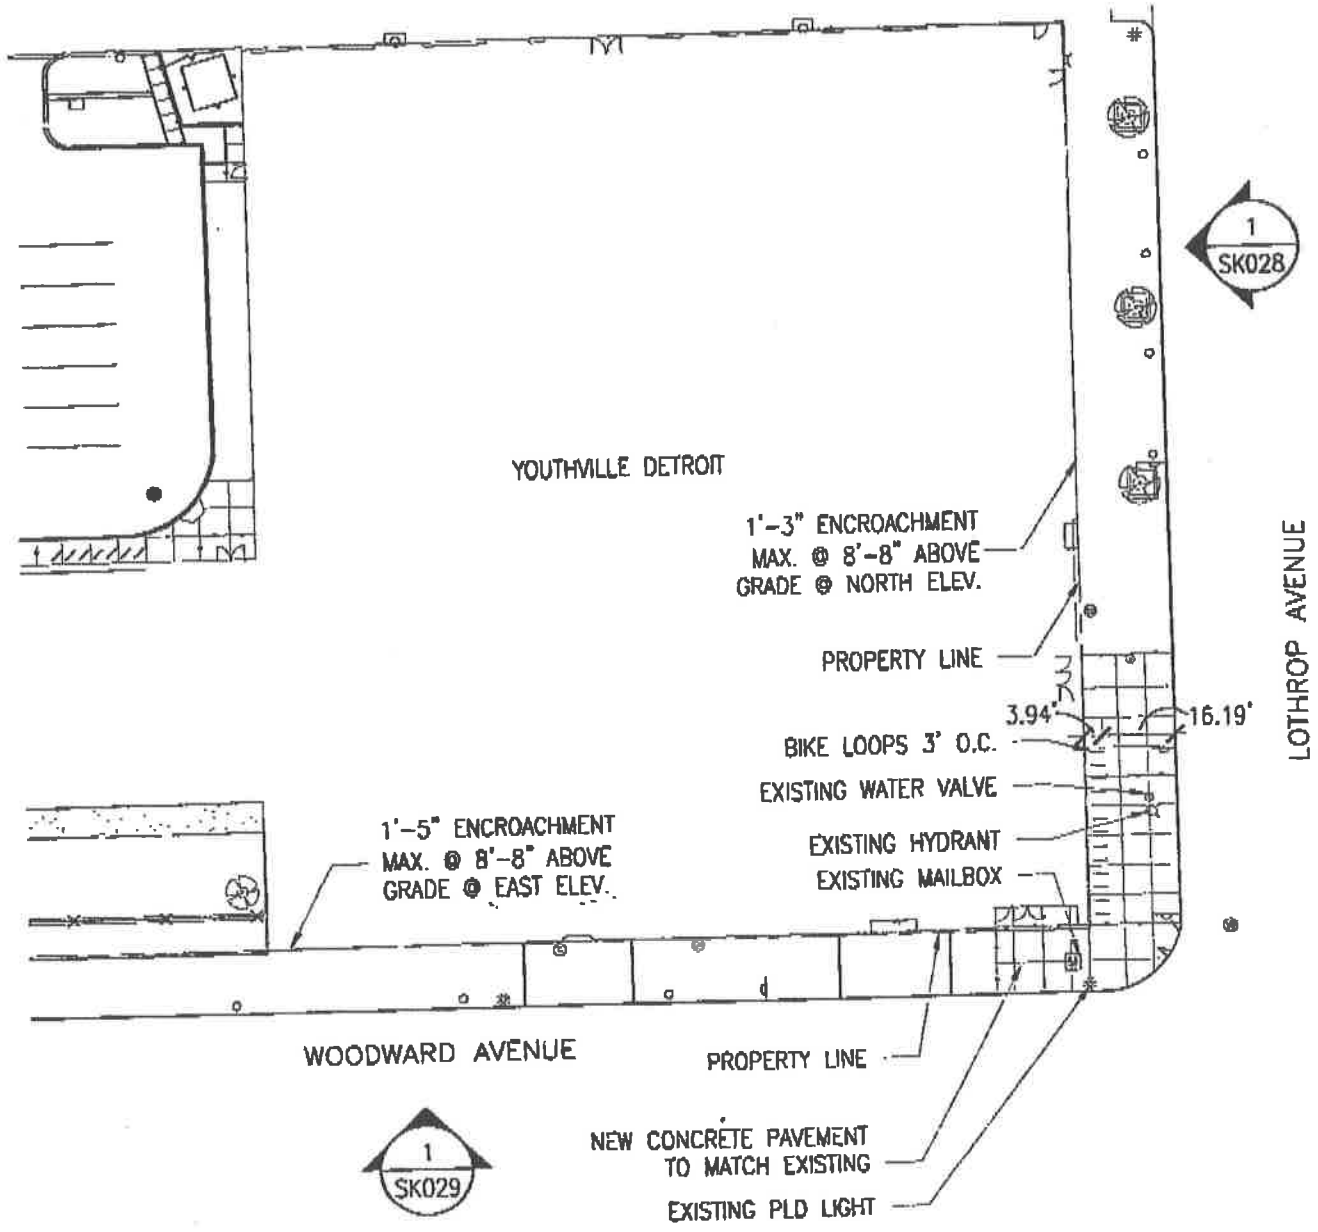 1
SK028
YOUTHVILLE DETROIT
1'-3" ENCROACHMENT
MAX. @ 8'-8" ABOVE
GRADE @ NORTH ELEV.
LOTHROP AVENUE
PROPERTY LINE
3.94'
16.19'
BIKE LOOPS 3' O.C.
EXISTING WATER VALVE
EXISTING HYDRANT
EXISTING MAILBOX
1'-5" ENCROACHMENT
MAX. @ 8'-8" ABOVE
GRADE @ EAST ELEV.
WOODWARD AVENUE
PROPERTY LINE
1
SK029
NEW CONCRETE PAVEMENT
TO MATCH EXISTING
EXISTING PLD LIGHT